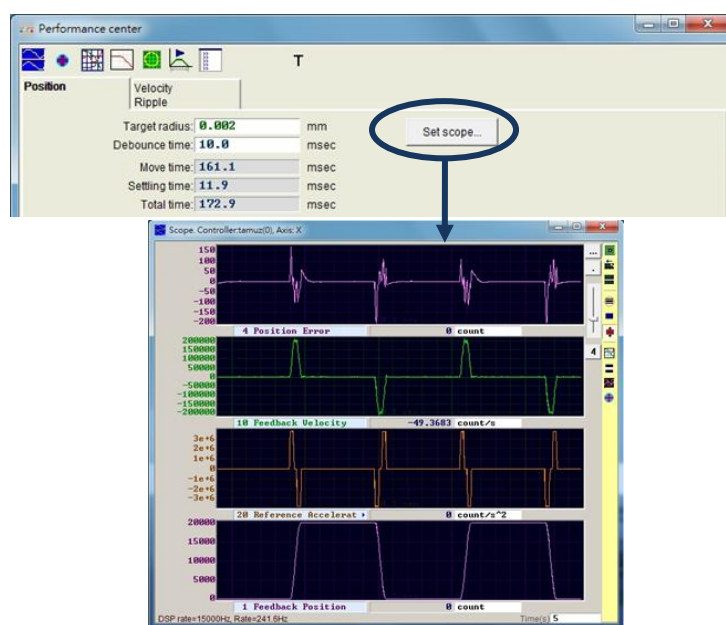 Performance center
T
Position
Velocity
Ripple
Target radius: 0.002 mm
Debounce time: 10.0 msec
Set scope...
Move time: 161.1 msec
Settling time: 11.9 msec
Total time: 172.9 msec
Scope. Controller:tamuz(0), Axis: X
150
100
50
0
-50
-100
-150
-200
...
.
4 Position Error 0 count
200000
150000
100000
50000
0
-50000
-100000
-150000
-200000
4
10 Feedback Velocity -49.3683 count/s
3e+6
2e+6
1e+6
0
-1e+6
-2e+6
-3e+6
20 Reference Accelerat 0 count/s^2
20000
15000
10000
5000
0
1 Feedback Position 0 count
DSP rate=15000Hz, Rate=241.6Hz Time(s) 5